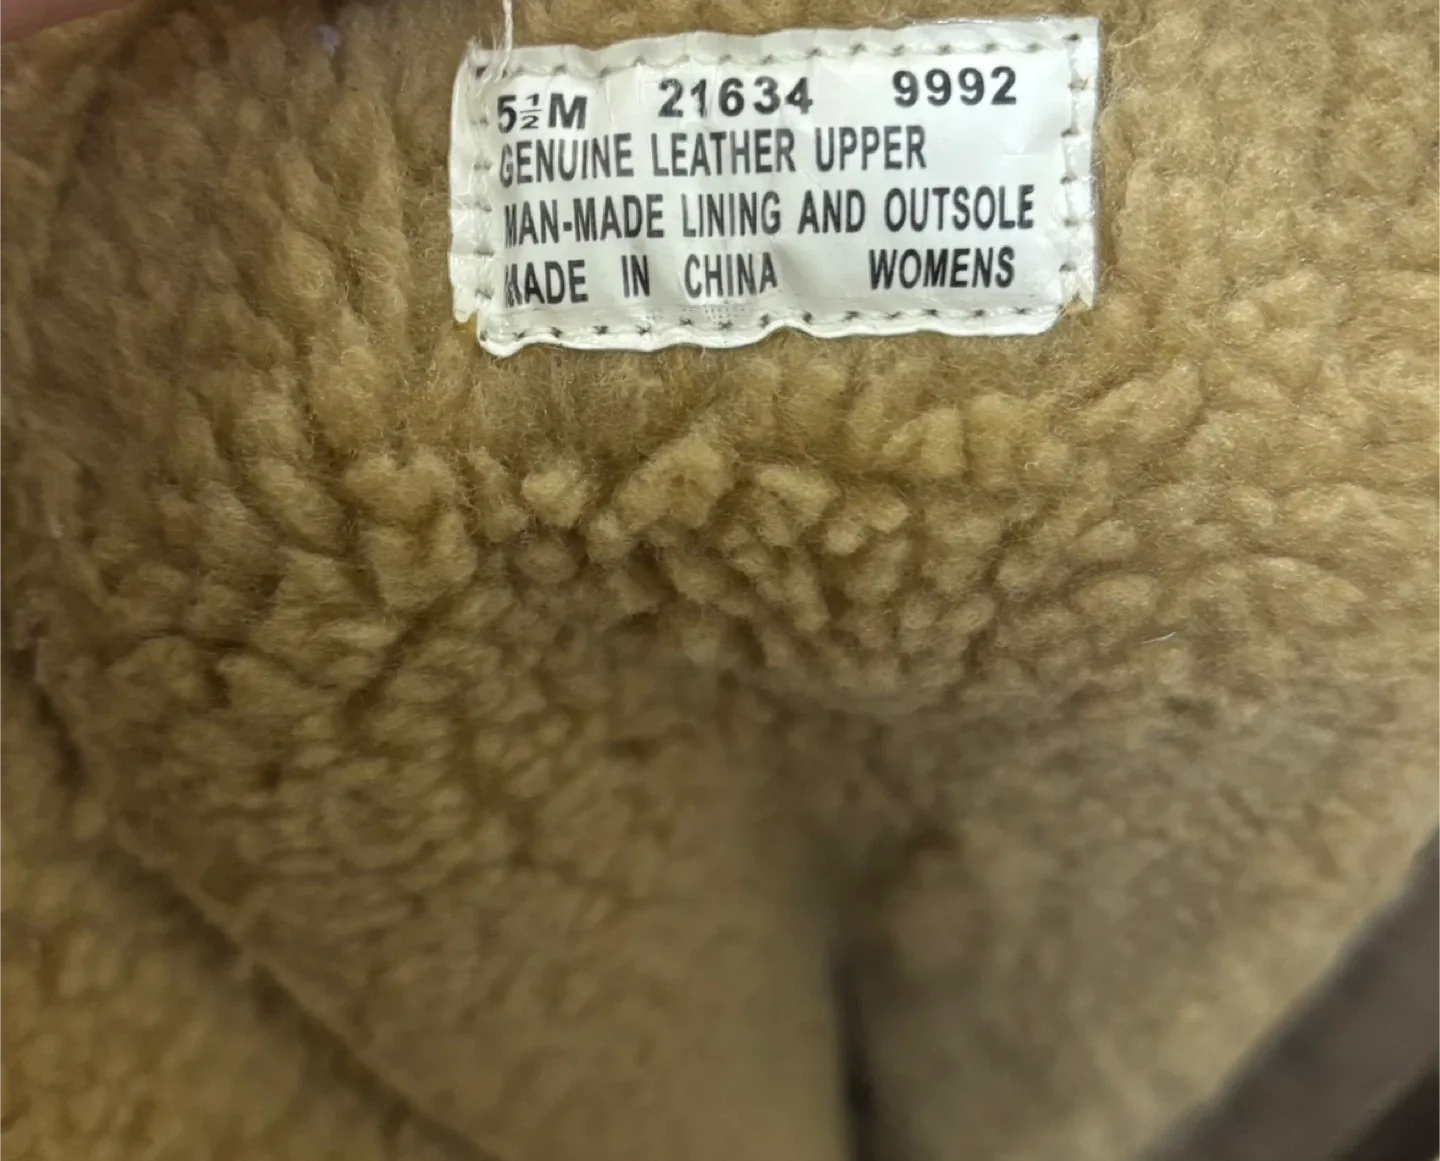 5½M 21634 9992
GENUINE LEATHER UPPER
MAN-MADE LINING AND OUTSOLE
MADE IN CHINA WOMENS